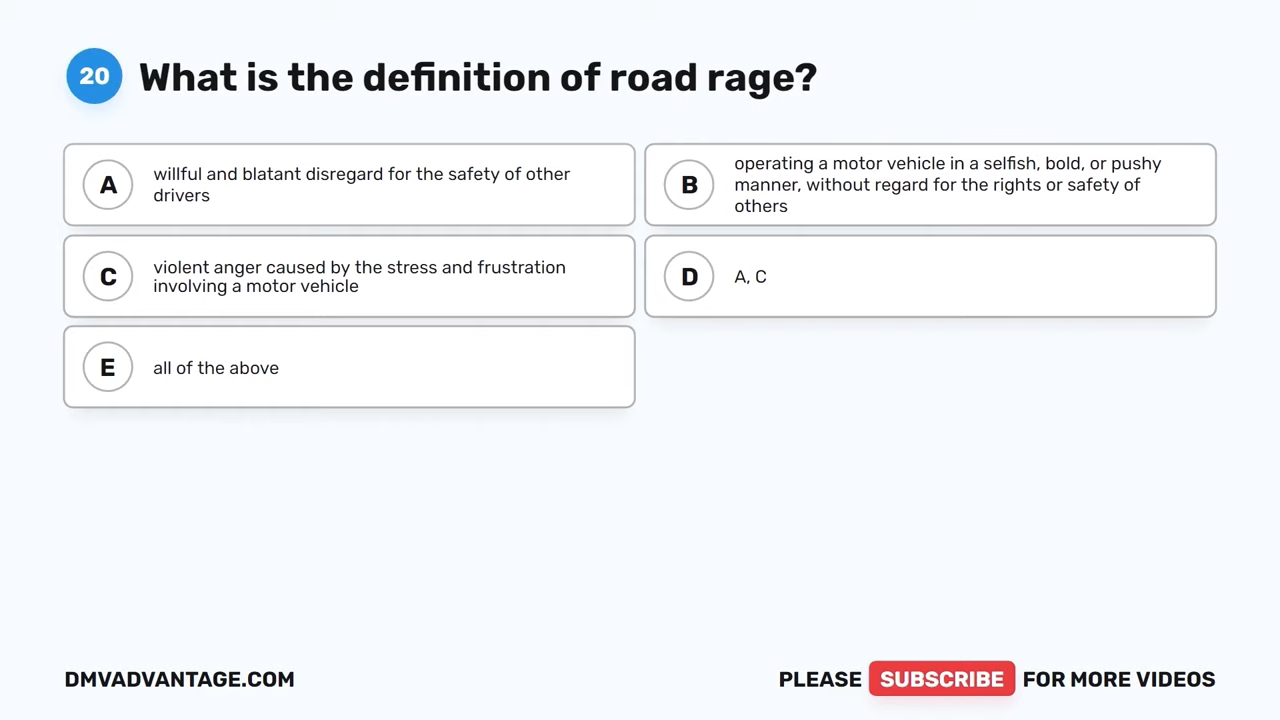 20 What is the definition of road rage?
A willful and blatant disregard for the safety of other
drivers
B operating a motor vehicle in a selfish, bold, or pushy
manner, without regard for the rights or safety of
others
C violent anger caused by the stress and frustration
involving a motor vehicle
D A, C
E all of the above
DMVADVANTAGE.COM
PLEASE SUBSCRIBE FOR MORE VIDEOS